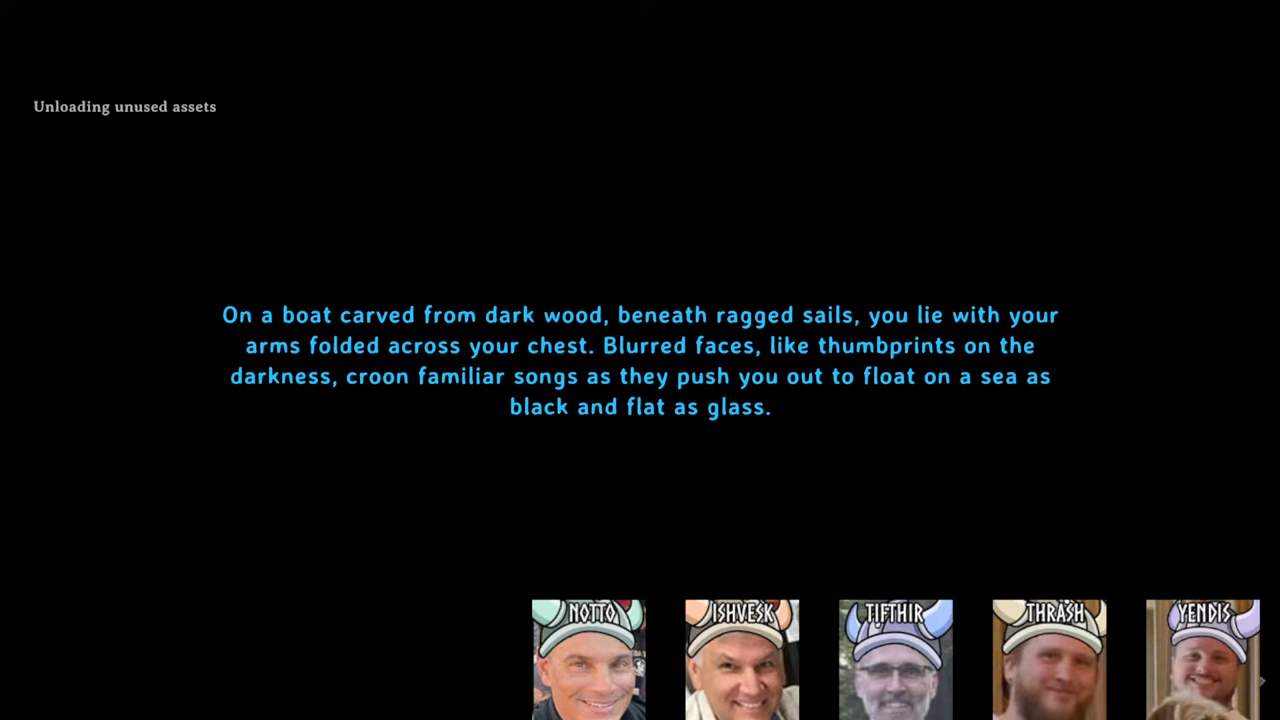 Unloading unused assets
On a boat carved from dark wood, beneath ragged sails, you lie with your
arms folded across your chest. Blurred faces, like thumbprints on the
darkness, croon familiar songs as they push you out to float on a sea as
black and flat as glass.
NOTTO ISHVESK TIFTHIR THRASH YENDIS